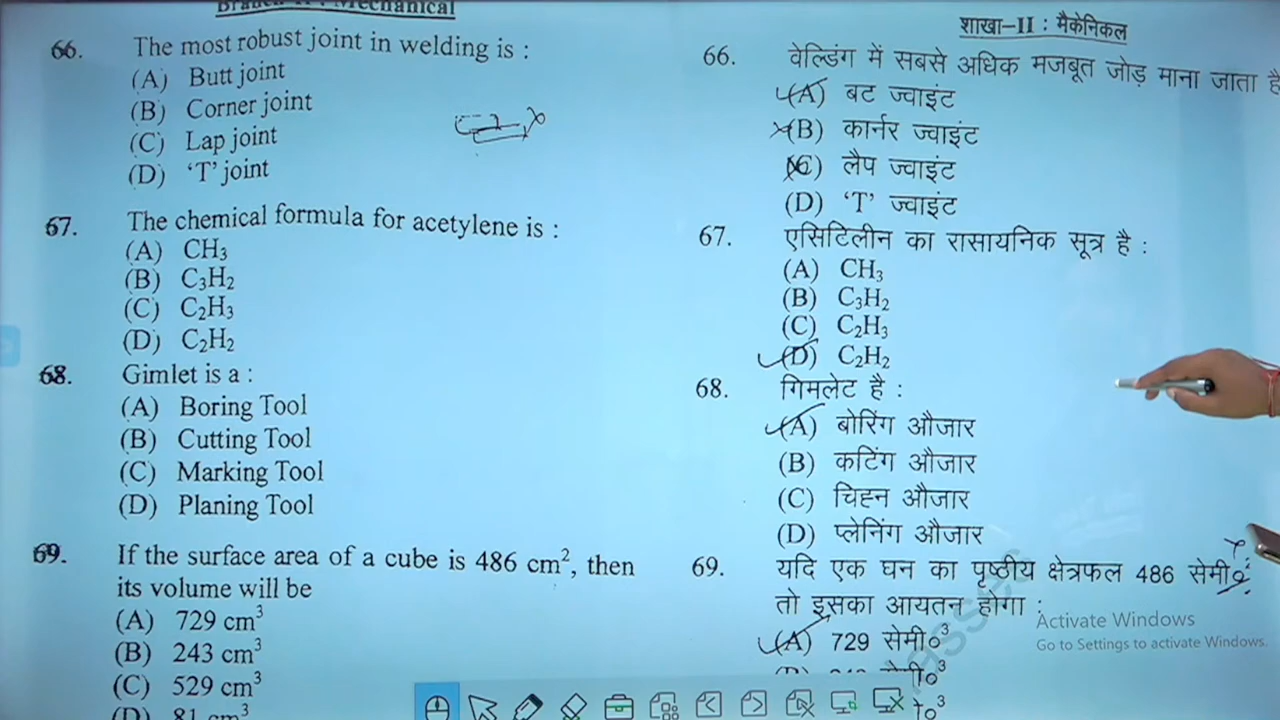 Branch-II : Mechanical
66. The most robust joint in welding is :
(A) Butt joint
(B) Corner joint
(C) Lap joint
(D) ‘T’ joint
67. The chemical formula for acetylene is :
(A) CH₃
(B) C₃H₂
(C) C₂H₃
(D) C₂H₂
68. Gimlet is a :
(A) Boring Tool
(B) Cutting Tool
(C) Marking Tool
(D) Planing Tool
69. If the surface area of a cube is 486 cm², then
its volume will be
(A) 729 cm³
(B) 243 cm³
(C) 529 cm³
(D) 81 cm³
शाखा–II : मैकेनिकल
66. वेल्डिंग में सबसे अधिक मजबूत जोड़ माना जाता है
(A) बट ज्वाइंट
(B) कार्नर ज्वाइंट
(C) लैप ज्वाइंट
(D) ‘T’ ज्वाइंट
67. एसिटिलीन का रासायनिक सूत्र है :
(A) CH₃
(B) C₃H₂
(C) C₂H₃
(D) C₂H₂
68. गिमलेट है :
(A) बोरिंग औजार
(B) कटिंग औजार
(C) चिह्न औजार
(D) प्लेनिंग औजार
69. यदि एक घन का पृष्ठीय क्षेत्रफल 486 सेमी०²
तो इसका आयतन होगा :
(A) 729 सेमी०³
Activate Windows
Go to Settings to activate Windows.